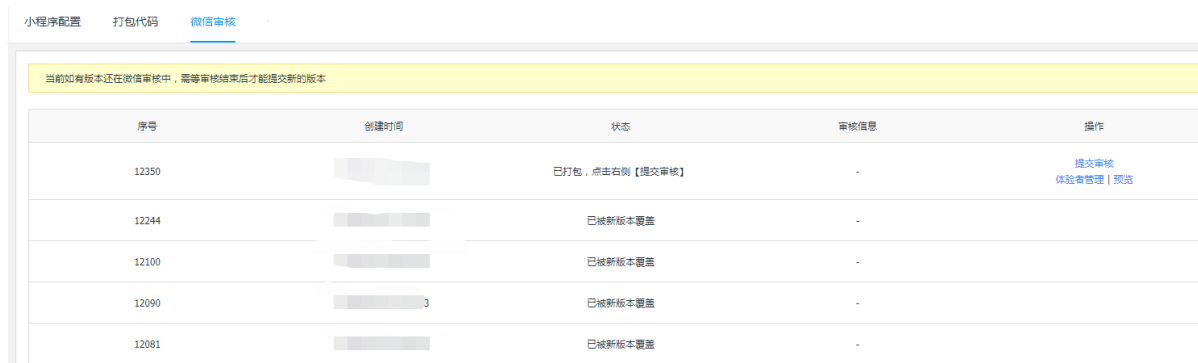 小程序配置 打包代码 微信审核
当前如有版本还在微信审核中，需等审核结束后才能提交新的版本
序号 创建时间 状态 审核信息 操作
12350 已打包，点击右侧【提交审核】 - 提交审核
体验者管理 | 预览
12244 已被新版本覆盖 -
12100 已被新版本覆盖 -
12090 3 已被新版本覆盖 -
12081 已被新版本覆盖 -